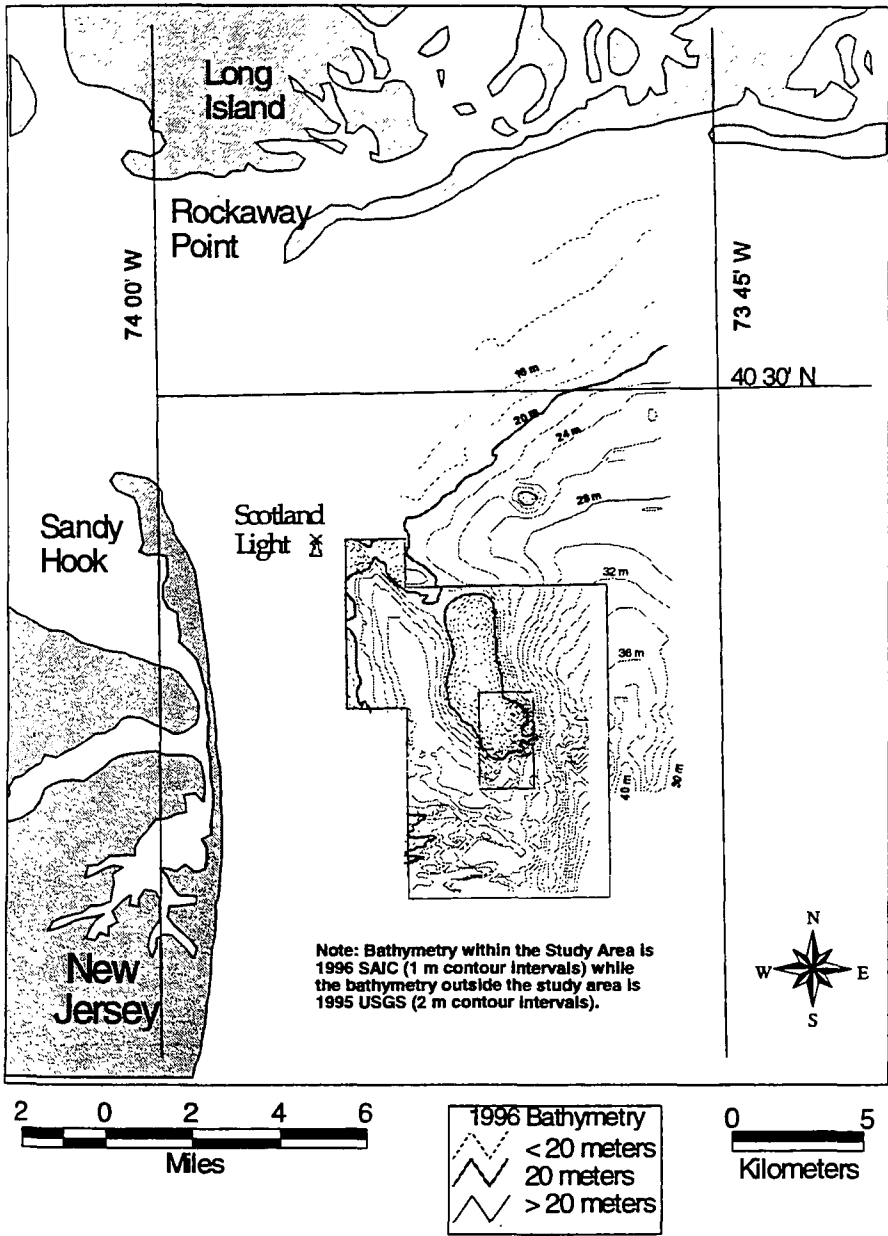 Long
Island
Rockaway
Point
74 00' W
73 45' W
40 30' N
16 m
20 m
24 m
28 m
Sandy
Hook
Scotland
Light
32 m
36 m
40 m
New
Jersey
Note: Bathymetry within the Study Area is
1996 SAIC (1 m contour intervals) while
the bathymetry outside the study area is
1995 USGS (2 m contour intervals).
N
W
E
S
2 0 2 4 6
Miles
1996 Bathymetry
< 20 meters
20 meters
> 20 meters
0 5
Kilometers